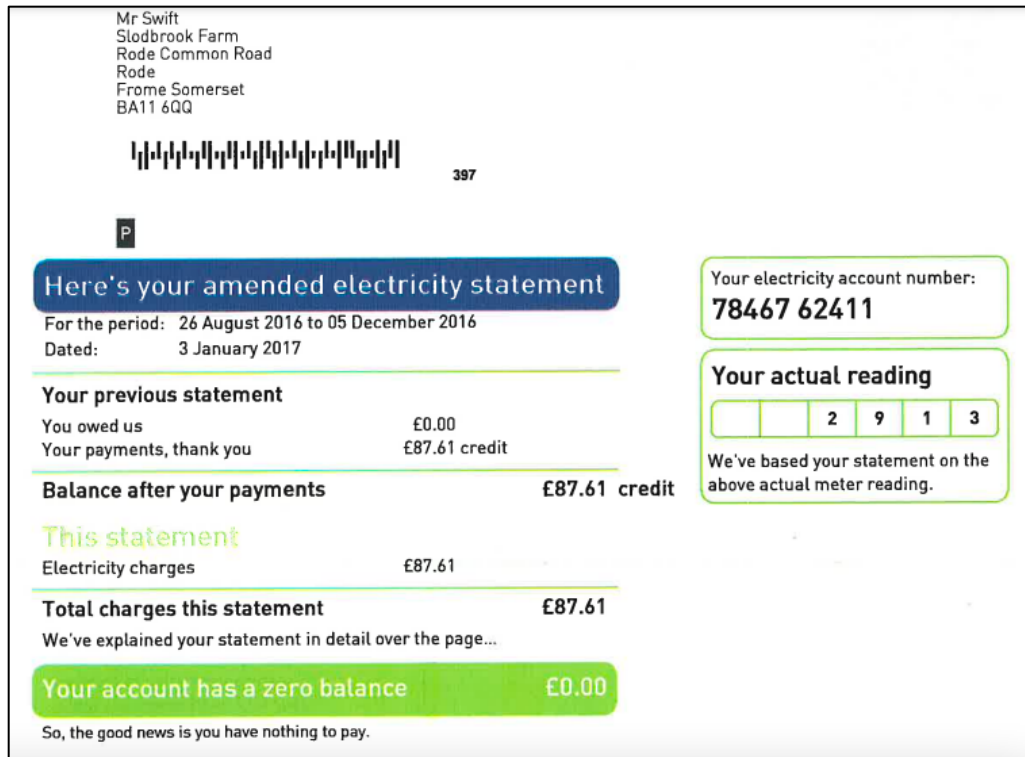 Mr Swift
Slodbrook Farm
Rode Common Road
Rode
Frome Somerset
BA11 6QQ
397
P
Here's your amended electricity statement
For the period: 26 August 2016 to 05 December 2016
Dated: 3 January 2017
Your previous statement
You owed us £0.00
Your payments, thank you £87.61 credit
Balance after your payments £87.61 credit
This statement
Electricity charges £87.61
Total charges this statement £87.61
We've explained your statement in detail over the page...
Your account has a zero balance £0.00
So, the good news is you have nothing to pay.
Your electricity account number:
78467 62411
Your actual reading
2 9 1 3
We've based your statement on the
above actual meter reading.